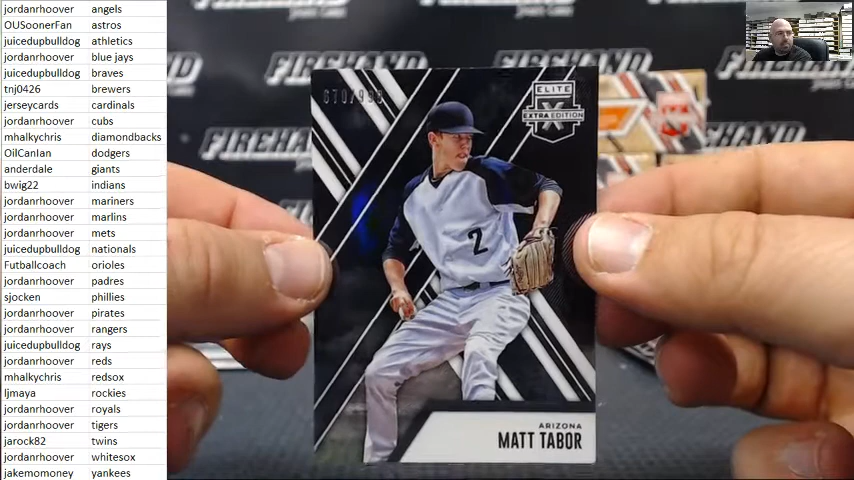 jordanrhoover angels
OUSoonerFan astros
juicedupbulldog athletics
jordanrhoover blue jays
juicedupbulldog braves
tnj0426 brewers
jerseycards cardinals
jordanrhoover cubs
mhalkychris diamondbacks
OilCanIan dodgers
anderdale giants
bwig22 indians
jordanrhoover mariners
jordanrhoover marlins
jordanrhoover mets
juicedupbulldog nationals
Futballcoach orioles
jordanrhoover padres
sjocken phillies
jordanrhoover pirates
jordanrhoover rangers
juicedupbulldog rays
jordanrhoover reds
mhalkychris redsox
ljmaya rockies
jordanrhoover royals
jordanrhoover tigers
jarock82 twins
jordanrhoover whitesox
jakemomoney yankees
FIREHAND
FIREHAND
FIREHAND
ELITE
X
EXTRA EDITION
2
ARIZONA
MATT TABOR